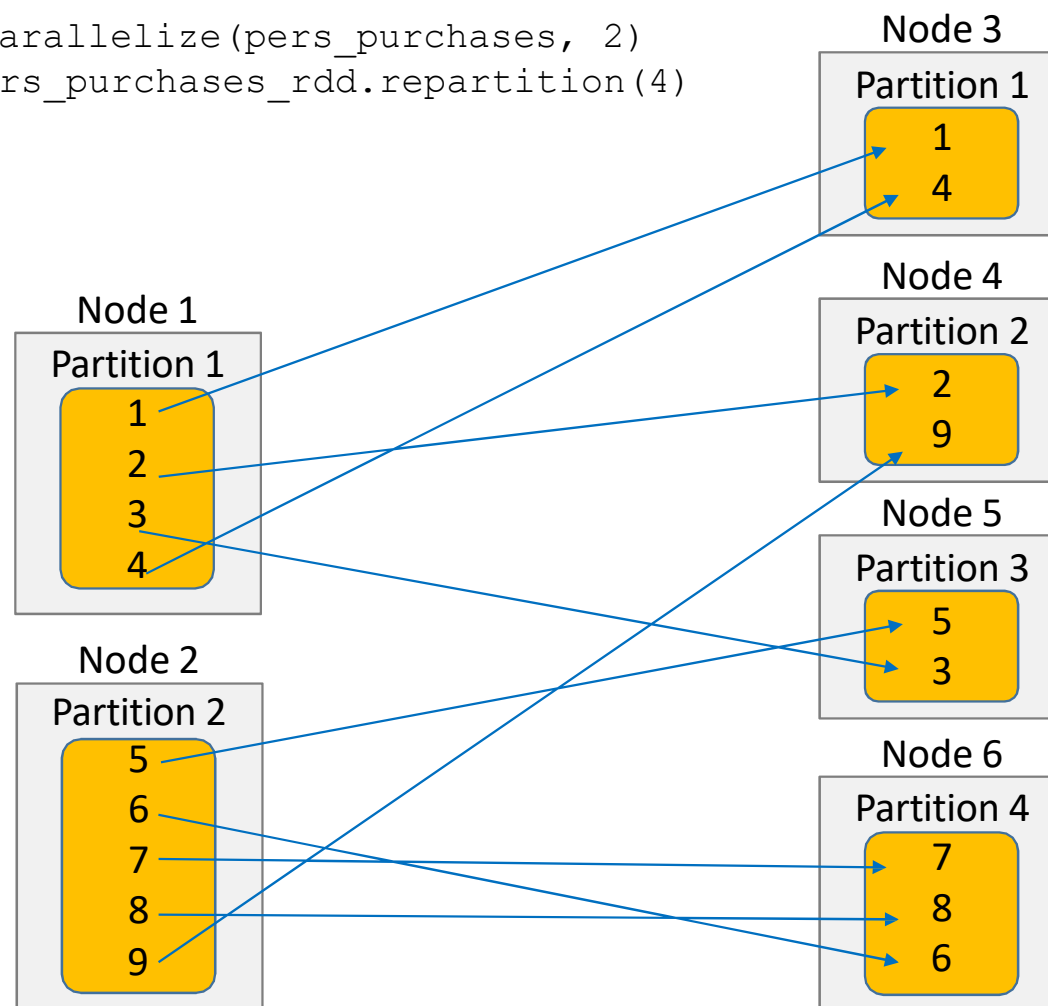 arallelize(pers_purchases, 2)
rs_purchases_rdd.repartition(4)
Node 1
Partition 1
1
2
3
4
Node 2
Partition 2
5
6
7
8
9
Node 3
Partition 1
1
4
Node 4
Partition 2
2
9
Node 5
Partition 3
5
3
Node 6
Partition 4
7
8
6